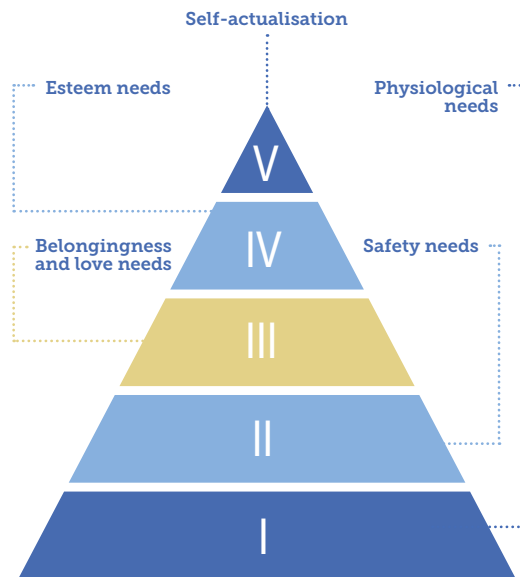 Self-actualisation
Esteem needs
Physiological
needs
V
IV
Belongingness
and love needs
Safety needs
III
II
I